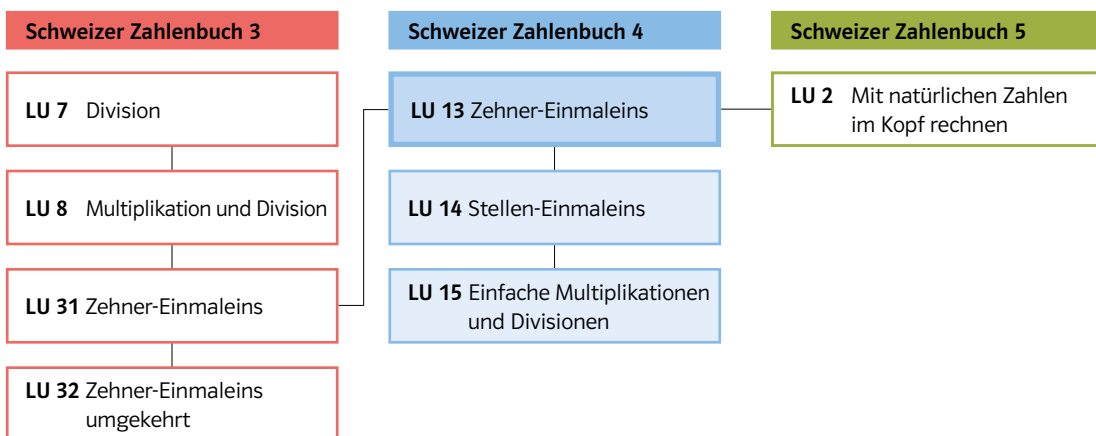 Schweizer Zahlenbuch 3
LU 7 Division
LU 8 Multiplikation und Division
LU 31 Zehner-Einmaleins
LU 32 Zehner-Einmaleins
umgekehrt
Schweizer Zahlenbuch 4
LU 13 Zehner-Einmaleins
LU 14 Stellen-Einmaleins
LU 15 Einfache Multiplikationen
und Divisionen
Schweizer Zahlenbuch 5
LU 2 Mit natürlichen Zahlen
im Kopf rechnen